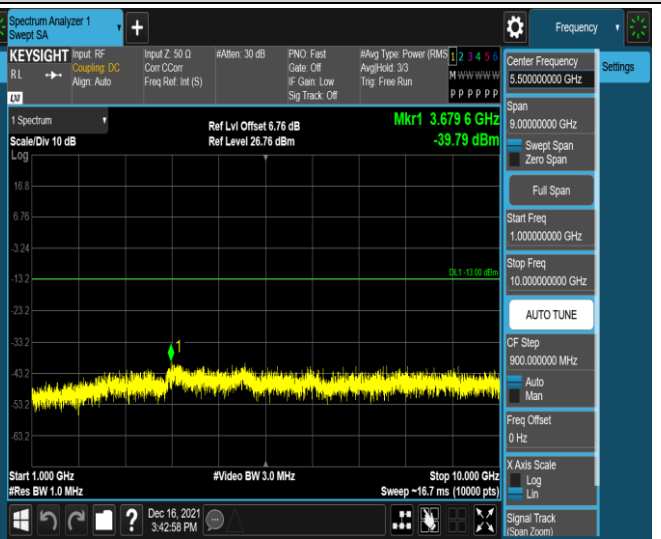 Spectrum Analyzer 1
Swept SA
+
Frequency
KEYSIGHT
RL
LXI
Input: RF
Coupling: DC
Align: Auto
Input Z: 50 Ω
Corr CCorr
Freq Ref: Int (S)
#Atten: 30 dB
PNO: Fast
Gate: Off
IF Gain: Low
Sig Track: Off
#Avg Type: Power (RMS
Avg|Hold: 3/3
Trig: Free Run
1 2 3 4 5 6
M W W W W W
P P P P P P
1 Spectrum
Scale/Div 10 dB
Log
Ref Lvl Offset 6.76 dB
Ref Level 26.76 dBm
Mkr1 3.679 6 GHz
-39.79 dBm
16.8
6.76
-3.24
-13.2
-23.2
-33.2
-43.2
-53.2
-63.2
DL1 -13.00 dBm
1
Start 1.000 GHz
#Res BW 1.0 MHz
#Video BW 3.0 MHz
Stop 10.000 GHz
Sweep ~16.7 ms (10000 pts)
?
Dec 16, 2021
3:42:58 PM
Center Frequency
5.500000000 GHz
Settings
Span
9.00000000 GHz
Swept Span
Zero Span
Full Span
Start Freq
1.000000000 GHz
Stop Freq
10.000000000 GHz
AUTO TUNE
CF Step
900.000000 MHz
Auto
Man
Freq Offset
0 Hz
X Axis Scale
Log
Lin
Signal Track
(Span Zoom)